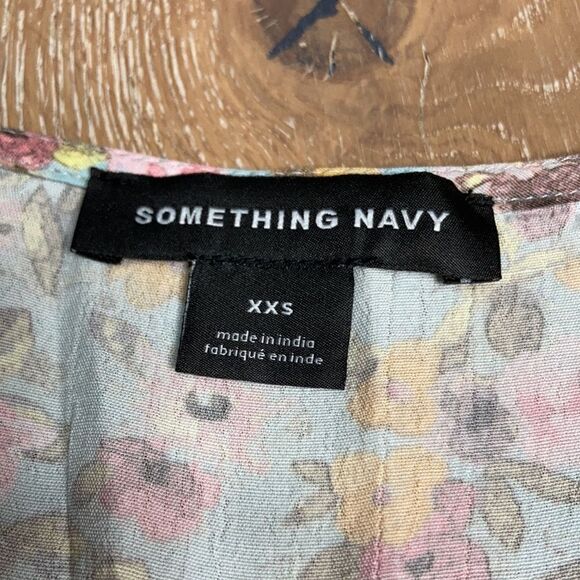 SOMETHING NAVY
XXS
made in india
fabriqué en inde